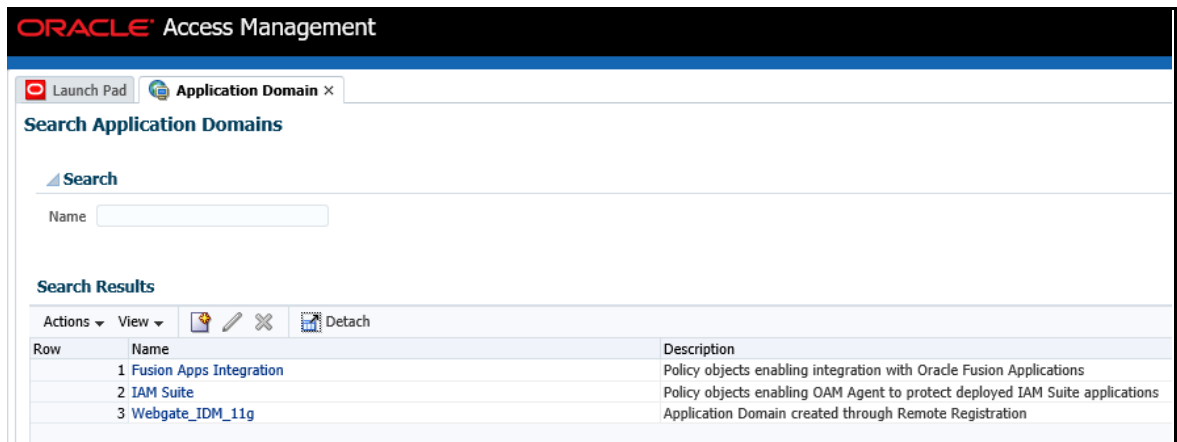 ORACLE Access Management
Launch Pad Application Domain ×
Search Application Domains
Search
Name
Search Results
Actions View Detach
Row Name Description
1 Fusion Apps Integration Policy objects enabling integration with Oracle Fusion Applications
2 IAM Suite Policy objects enabling OAM Agent to protect deployed IAM Suite applications
3 Webgate_IDM_11g Application Domain created through Remote Registration